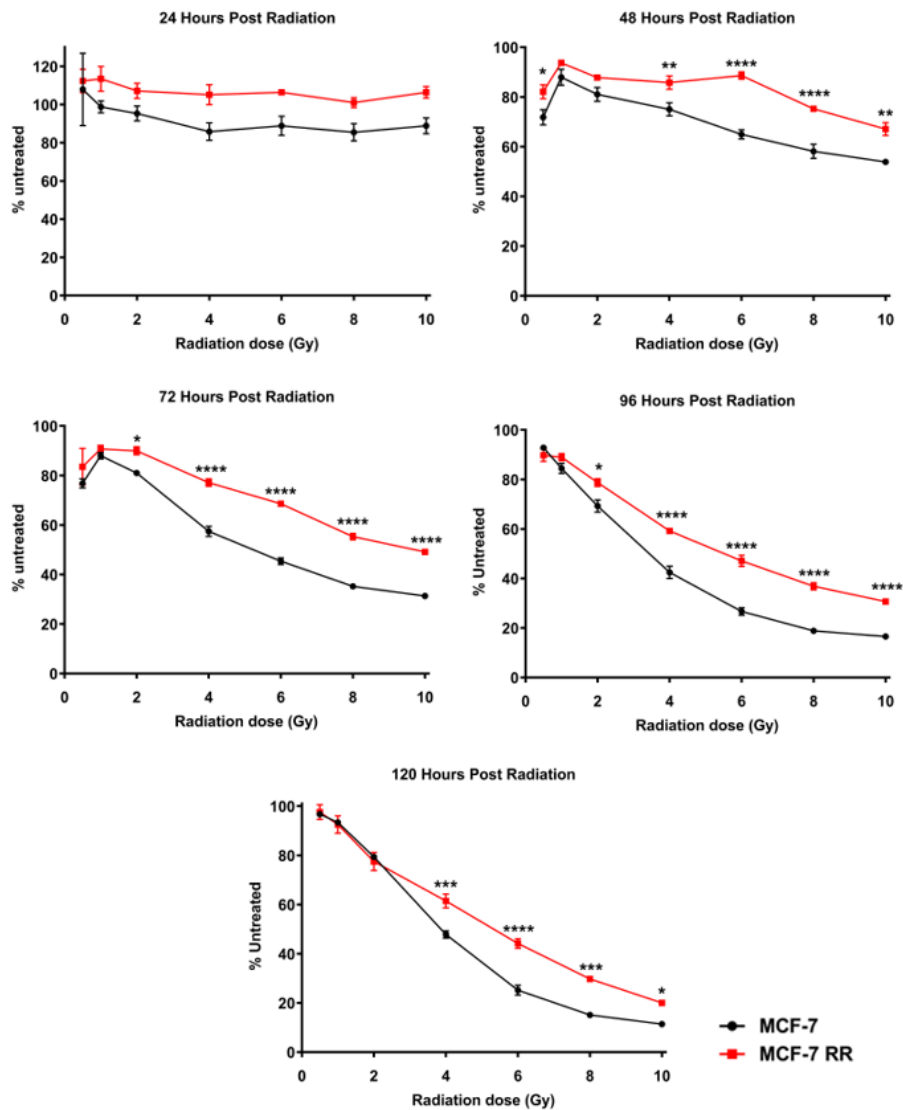 24 Hours Post Radiation
% untreated
120
100
80
60
40
20
0
0 2 4 6 8 10
Radiation dose (Gy)
48 Hours Post Radiation
% untreated
100
80
60
40
20
0
* ** **** **** **
0 2 4 6 8 10
Radiation dose (Gy)
72 Hours Post Radiation
% untreated
100
80
60
40
20
0
* **** **** **** ****
0 2 4 6 8 10
Radiation dose (Gy)
96 Hours Post Radiation
% Untreated
100
80
60
40
20
0
* **** **** **** ****
0 2 4 6 8 10
Radiation dose (Gy)
120 Hours Post Radiation
% Untreated
100
80
60
40
20
0
*** **** *** *
0 2 4 6 8 10
Radiation dose (Gy)
MCF-7
MCF-7 RR